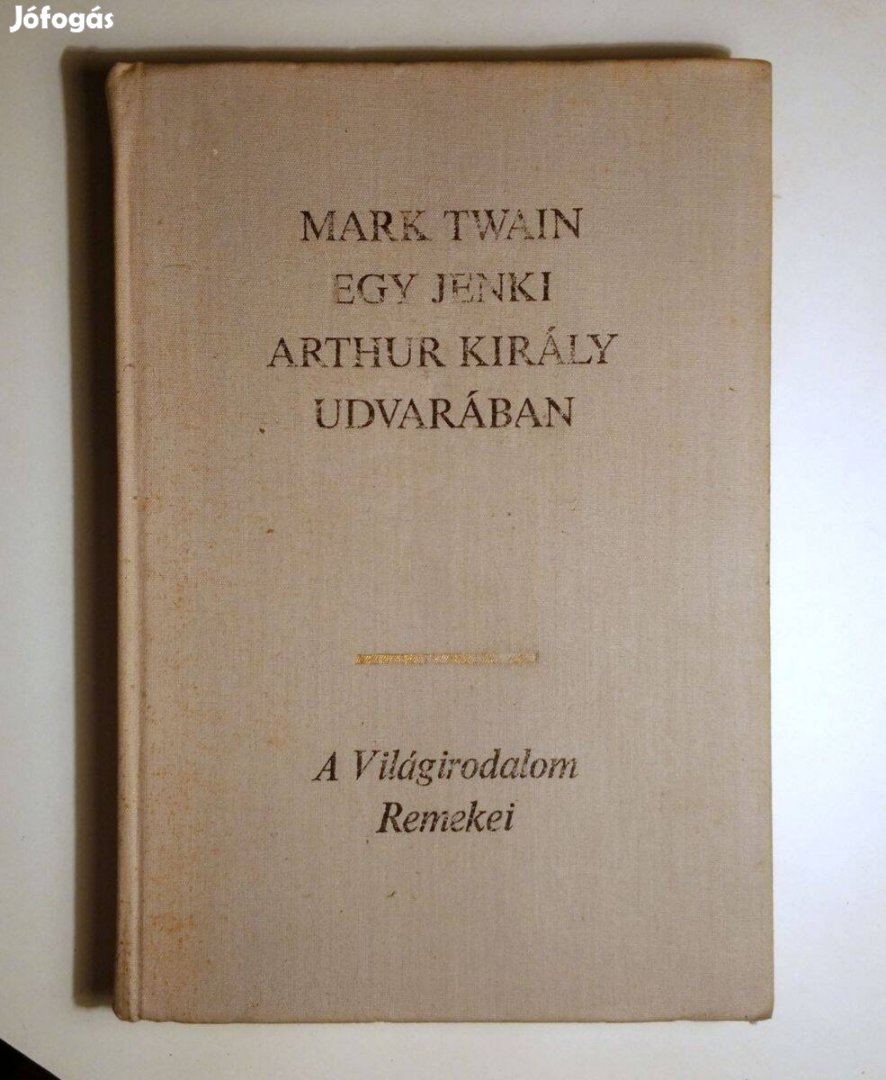 Jófogás
MARK TWAIN
EGY JENKI
ARTHUR KIRÁLY
UDVARÁBAN
A Világirodalom
Remekei